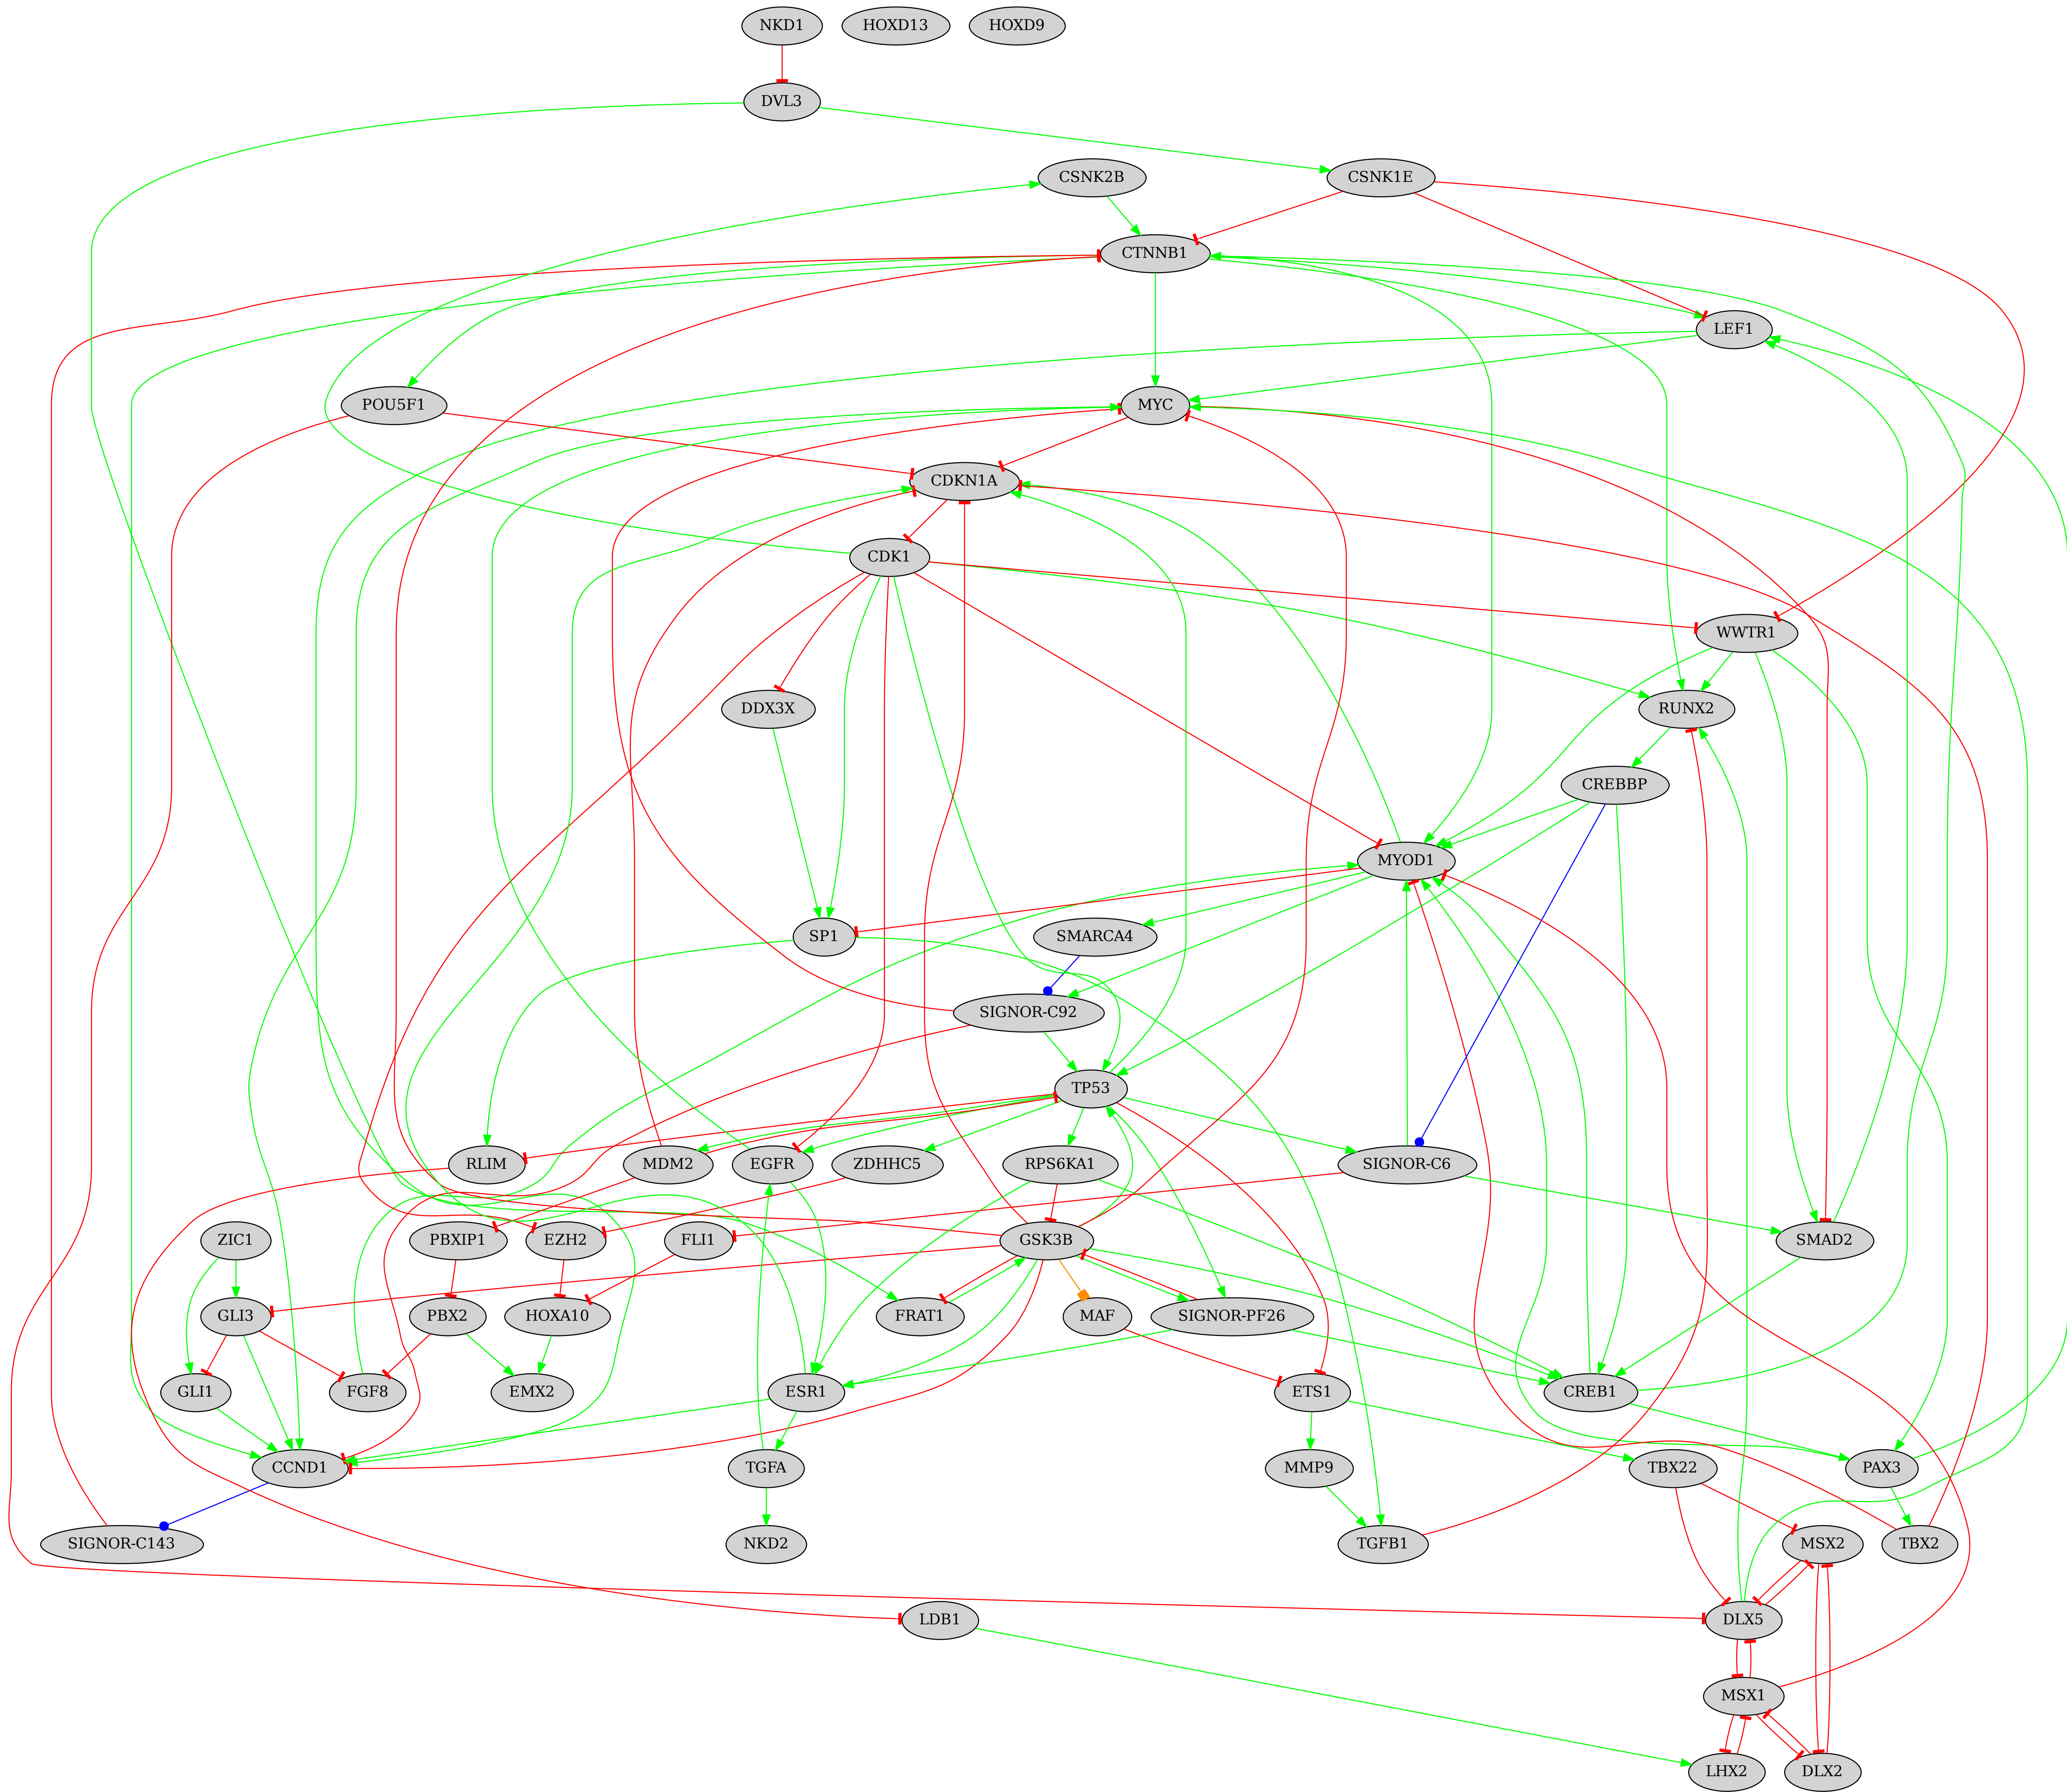 NKD1
HOXD13
HOXD9
DVL3
CSNK2B
CSNK1E
CTNNB1
LEF1
POU5F1
MYC
CDKN1A
CDK1
WWTR1
DDX3X
RUNX2
CREBBP
MYOD1
SP1
SMARCA4
SIGNOR-C92
TP53
RLIM
MDM2
EGFR
ZDHHC5
RPS6KA1
SIGNOR-C6
ZIC1
PBXIP1
EZH2
FLI1
GSK3B
SMAD2
GLI3
PBX2
HOXA10
FRAT1
MAF
SIGNOR-PF26
GLI1
FGF8
EMX2
ESR1
ETS1
CREB1
CCND1
TGFA
MMP9
TBX22
PAX3
SIGNOR-C143
NKD2
TGFB1
MSX2
TBX2
LDB1
DLX5
MSX1
LHX2
DLX2